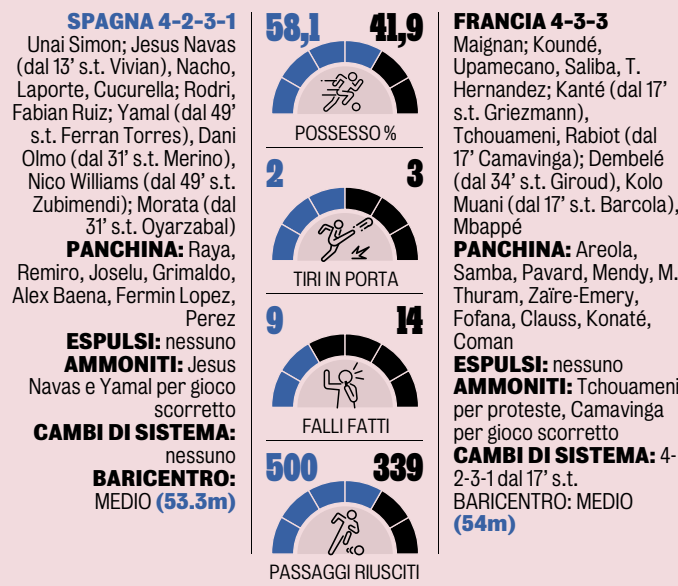 SPAGNA 4-2-3-1
Unai Simon; Jesus Navas
(dal 13' s.t. Vivian), Nacho,
Laporte, Cucurella; Rodri,
Fabian Ruiz; Yamal (dal 49'
s.t. Ferran Torres), Dani
Olmo (dal 31' s.t. Merino),
Nico Williams (dal 49' s.t.
Zubimendi); Morata (dal
31' s.t. Oyarzabal)
PANCHINA: Raya,
Remiro, Joselu, Grimaldo,
Alex Baena, Fermin Lopez,
Perez
ESPULSI: nessuno
AMMONITI: Jesus
Navas e Yamal per gioco
scorretto
CAMBI DI SISTEMA:
nessuno
BARICENTRO:
MEDIO (53.3m)
58,1 41,9
POSSESSO %
2 3
TIRI IN PORTA
9 14
FALLI FATTI
500 339
PASSAGGI RIUSCITI
FRANCIA 4-3-3
Maignan; Koundé,
Upamecano, Saliba, T.
Hernandez; Kanté (dal 17'
s.t. Griezmann),
Tchouameni, Rabiot (dal
17' Camavinga); Dembelé
(dal 34' s.t. Giroud), Kolo
Muani (dal 17' s.t. Barcola),
Mbappé
PANCHINA: Areola,
Samba, Pavard, Mendy, M.
Thuram, Zaïre-Emery,
Fofana, Clauss, Konaté,
Coman
ESPULSI: nessuno
AMMONITI: Tchouameni
per proteste, Camavinga
per gioco scorretto
CAMBI DI SISTEMA: 4-
2-3-1 dal 17' s.t.
BARICENTRO: MEDIO
(54m)